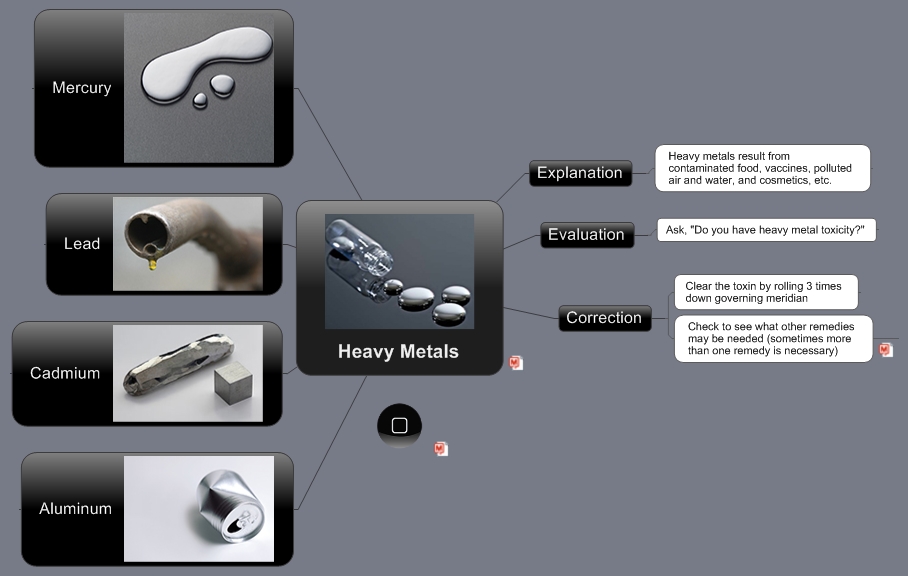 Mercury
Lead
Cadmium
Aluminum
Heavy Metals
Explanation
Heavy metals result from
contaminated food, vaccines, polluted
air and water, and cosmetics, etc.
Evaluation
Ask, "Do you have heavy metal toxicity?"
Correction
Clear the toxin by rolling 3 times
down governing meridian
Check to see what other remedies
may be needed (sometimes more
than one remedy is necessary)